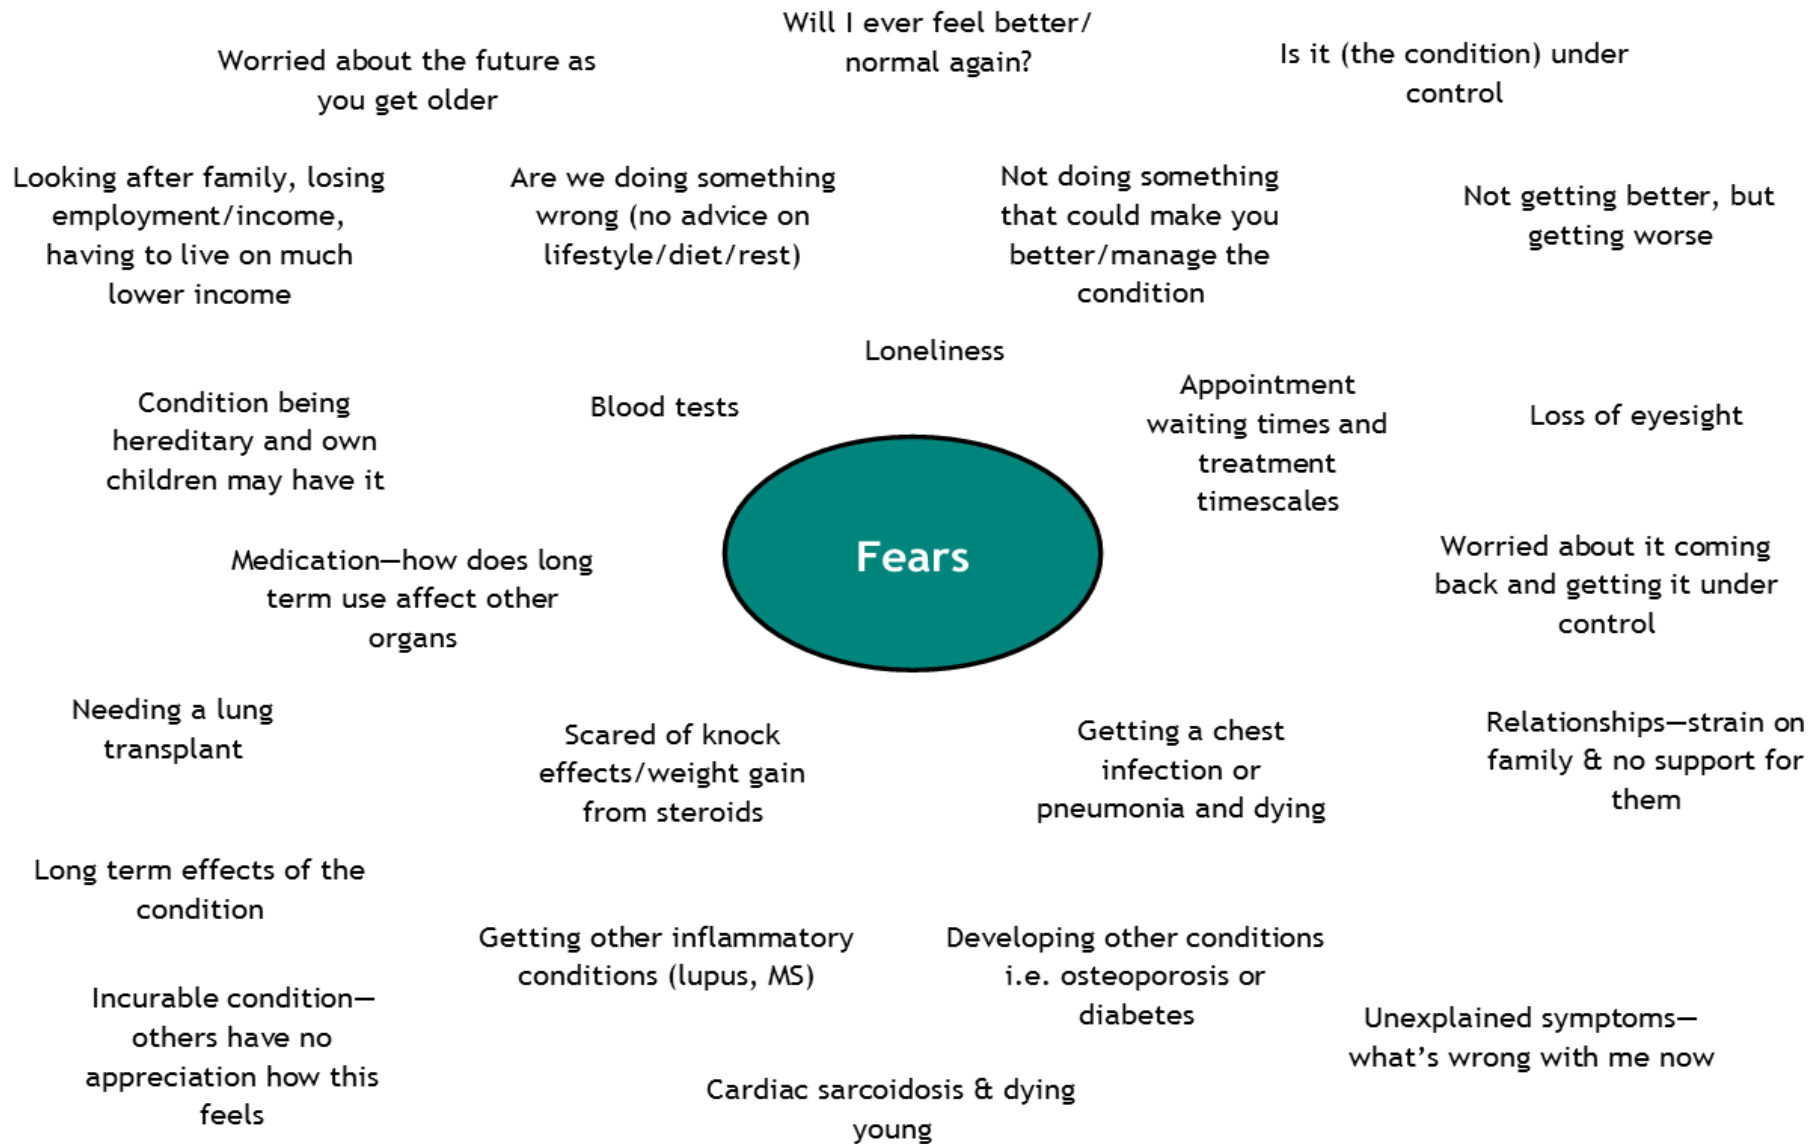 Will I ever feel better/
normal again?
Worried about the future as
you get older
Is it (the condition) under
control
Looking after family, losing
employment/income,
having to live on much
lower income
Are we doing something
wrong (no advice on
lifestyle/diet/rest)
Not doing something
that could make you
better/manage the
condition
Not getting better, but
getting worse
Loneliness
Condition being
hereditary and own
children may have it
Blood tests
Appointment
waiting times and
treatment
timescales
Loss of eyesight
Medication—how does long
term use affect other
organs
Fears
Worried about it coming
back and getting it under
control
Needing a lung
transplant
Scared of knock
effects/weight gain
from steroids
Getting a chest
infection or
pneumonia and dying
Relationships—strain on
family & no support for
them
Long term effects of the
condition
Getting other inflammatory
conditions (lupus, MS)
Developing other conditions
i.e. osteoporosis or
diabetes
Incurable condition—
others have no
appreciation how this
feels
Unexplained symptoms—
what’s wrong with me now
Cardiac sarcoidosis & dying
young